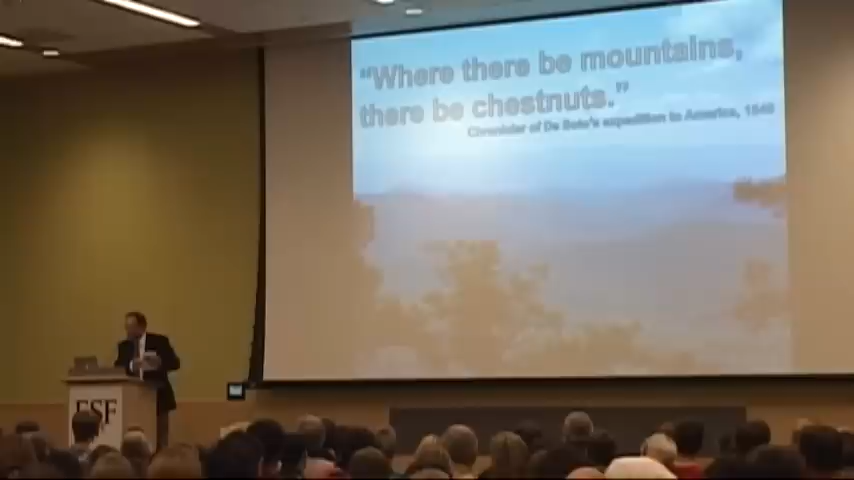 “Where there be mountains,
there be chestnuts.”
Chronicler of De Soto's expedition to America, 1540
ESF